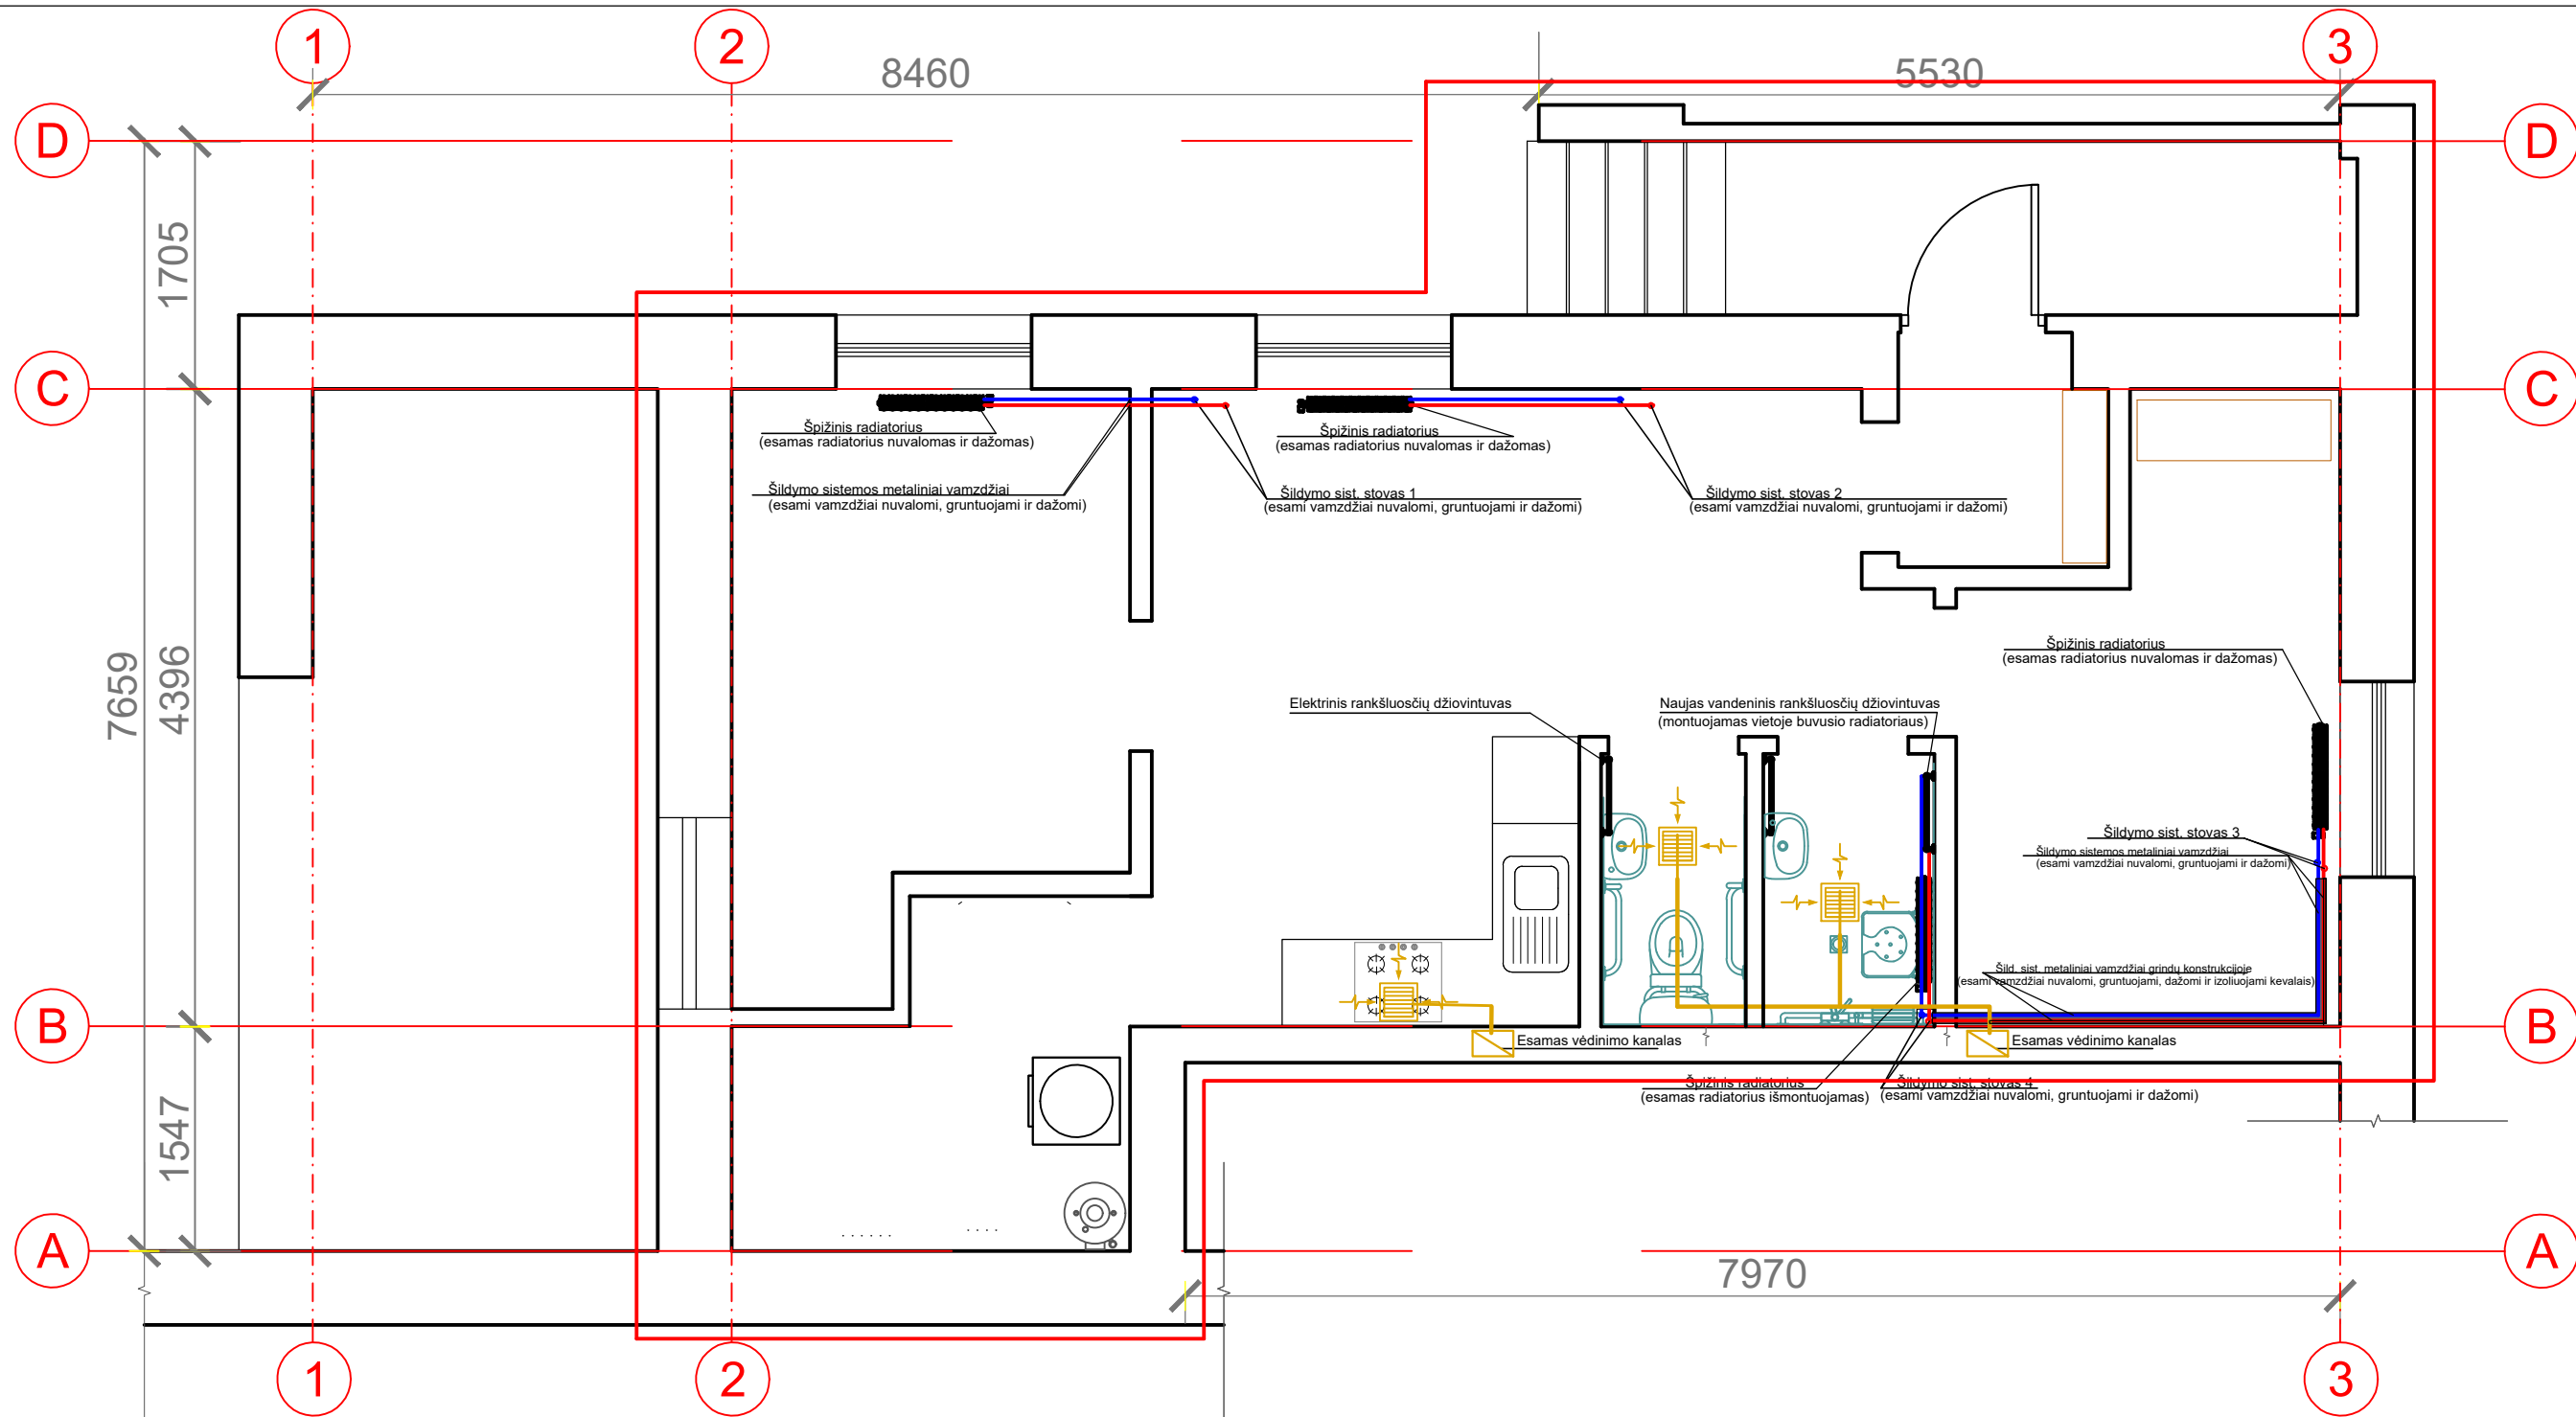 1
2
3
8460
5530
D
D
1705
C
C
Špižinis radiatorius
(esamas radiatorius nuvalomas ir dažomas)
Špižinis radiatorius
(esamas radiatorius nuvalomas ir dažomas)
Šildymo sistemos metaliniai vamzdžiai
(esami vamzdžiai nuvalomi, gruntuojami ir dažomi)
Šildymo sist. stovas 1
(esami vamzdžiai nuvalomi, gruntuojami ir dažomi)
Šildymo sist. stovas 2
(esami vamzdžiai nuvalomi, gruntuojami ir dažomi)
7659
4396
Špižinis radiatorius
(esamas radiatorius nuvalomas ir dažomas)
Elektrinis rankšluosčių džiovintuvas
Naujas vandeninis rankšluosčių džiovintuvas
(montuojamas vietoje buvusio radiatoriaus)
Šildymo sist. stovas 3
Šildymo sistemos metaliniai vamzdžiai
(esami vamzdžiai nuvalomi, gruntuojami ir dažomi)
Šild. sist. metaliniai vamzdžiai grindų konstrukcijoje
(esami vamzdžiai nuvalomi, gruntuojami, dažomi ir izoliuojami kevalais)
B
B
Esamas vėdinimo kanalas
Esamas vėdinimo kanalas
Špižinis radiatorius
(esamas radiatorius išmontuojamas)
Šildymo sist. stovas 4
(esami vamzdžiai nuvalomi, gruntuojami ir dažomi)
1547
A
A
7970
1
2
3